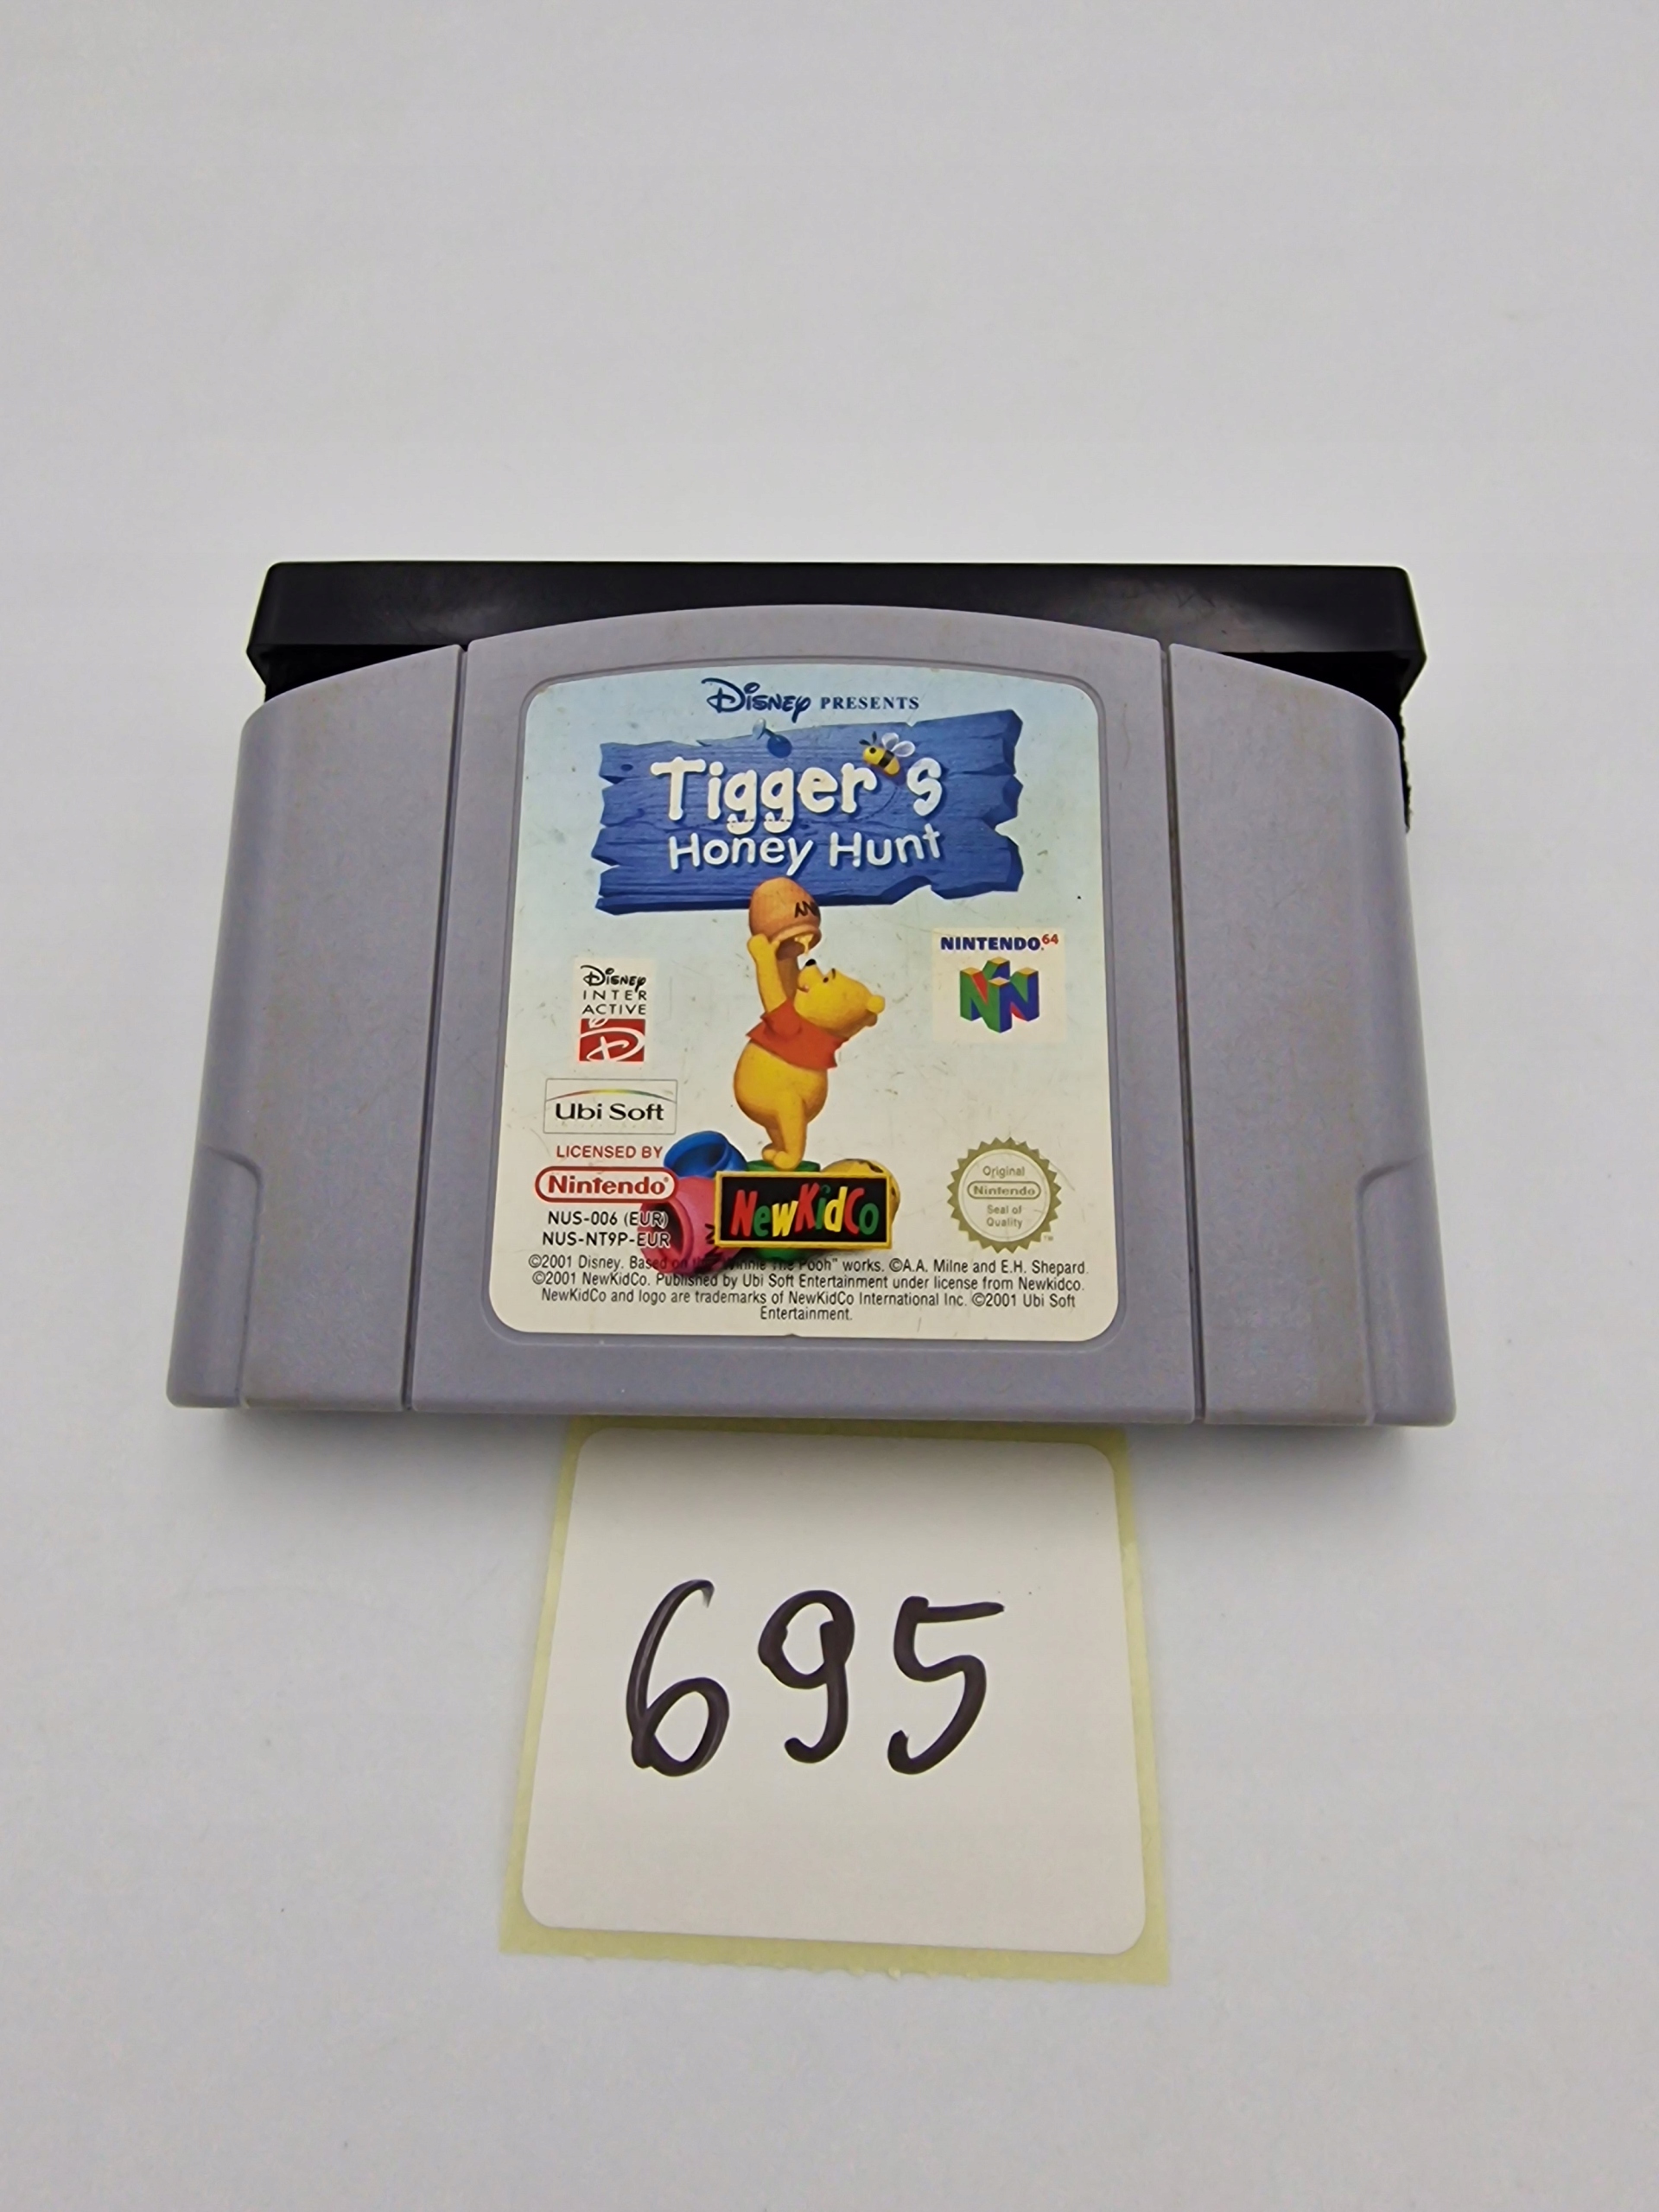 Disney PRESENTS
Tigger's
Honey Hunt
NINTENDO 64
Disney
INTER
ACTIVE
Ubi Soft
LICENSED BY
Nintendo®
NewKidCo
Original
Nintendo
Seal of
Quality
TM
NUS-006 (EUR)
NUS-NT9P-EUR
©2001 Disney. Based on the "Winnie The Pooh" works. ©A.A. Milne and E.H. Shepard.
©2001 NewKidCo. Published by Ubi Soft Entertainment under license from Newkidco.
NewKidCo and logo are trademarks of NewKidCo International Inc. ©2001 Ubi Soft
Entertainment.
695